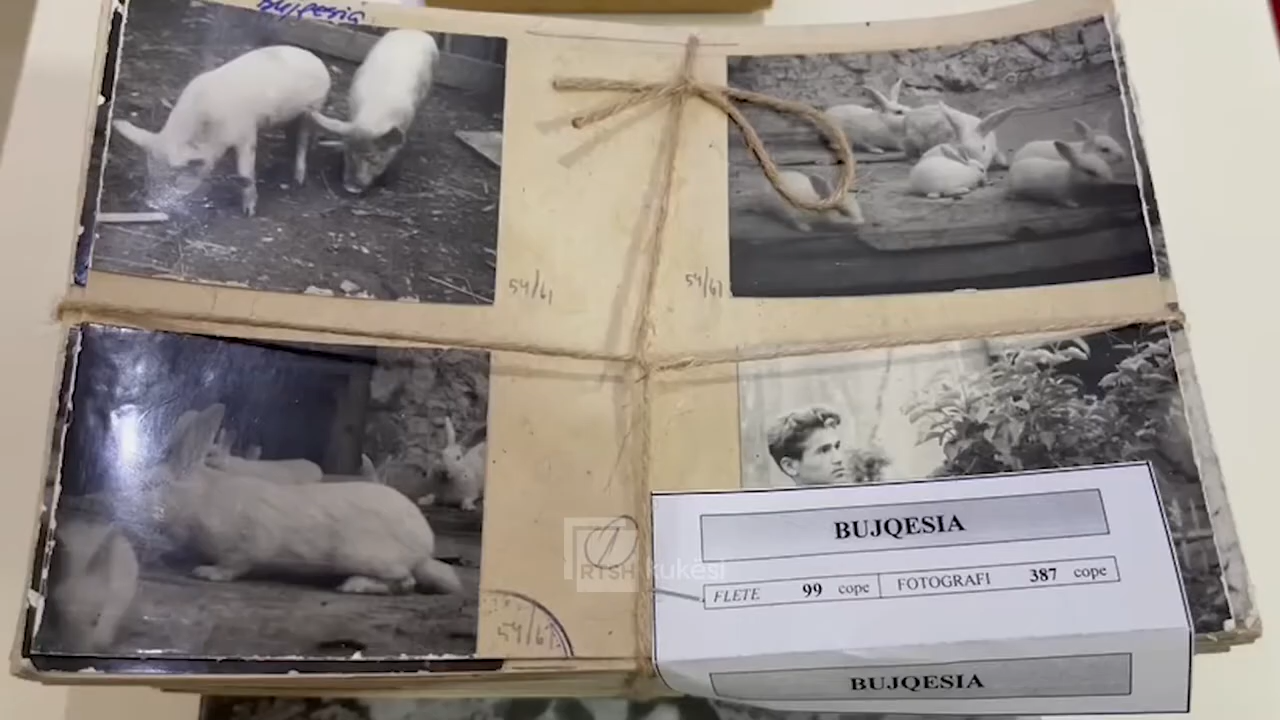 Bujqesia
54/61
54/61
54/61
RTSH kukësi
BUJQESIA
FLETE 99 cope FOTOGRAFI 387 cope
BUJQESIA